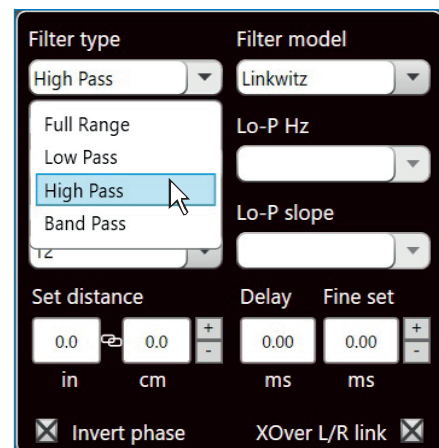 Filter type Filter model
High Pass Linkwitz
Full Range
Low Pass
High Pass
Band Pass
Lo-P Hz
Lo-P slope
12
Set distance Delay Fine set
0.0 0.0 + - 0.00 0.00 + -
in cm ms ms
Invert phase XOver L/R link